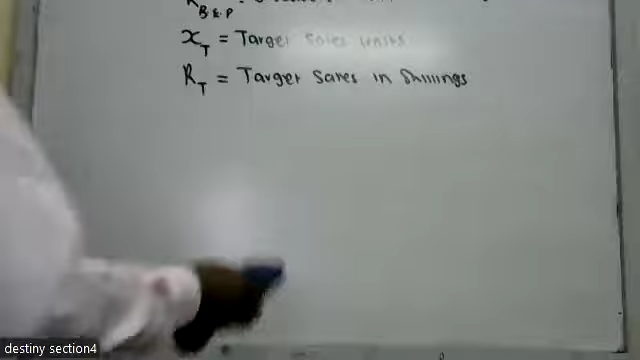 R B.E.P
x_T = Target Sales units
R_T = Target Sales in Shillings
destiny section4